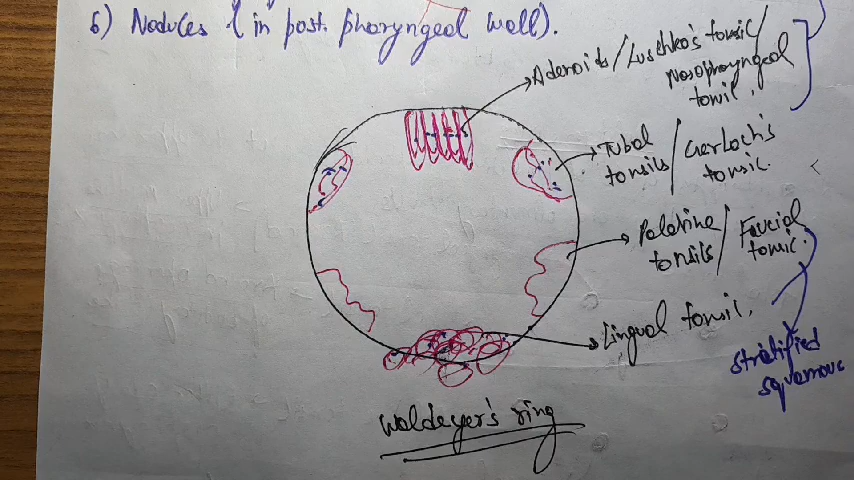 6) Nodules (in post. pharyngeal wall).
Adenoids/Luschka's tonsil/
Nasopharyngeal
tonsil.
Tubal
tonsils/
Gerlach's
tonsil.
Palatine
tonsils/
Faucial
tonsil.
Lingual tonsil.
stratified
squamous
Waldeyer's ring